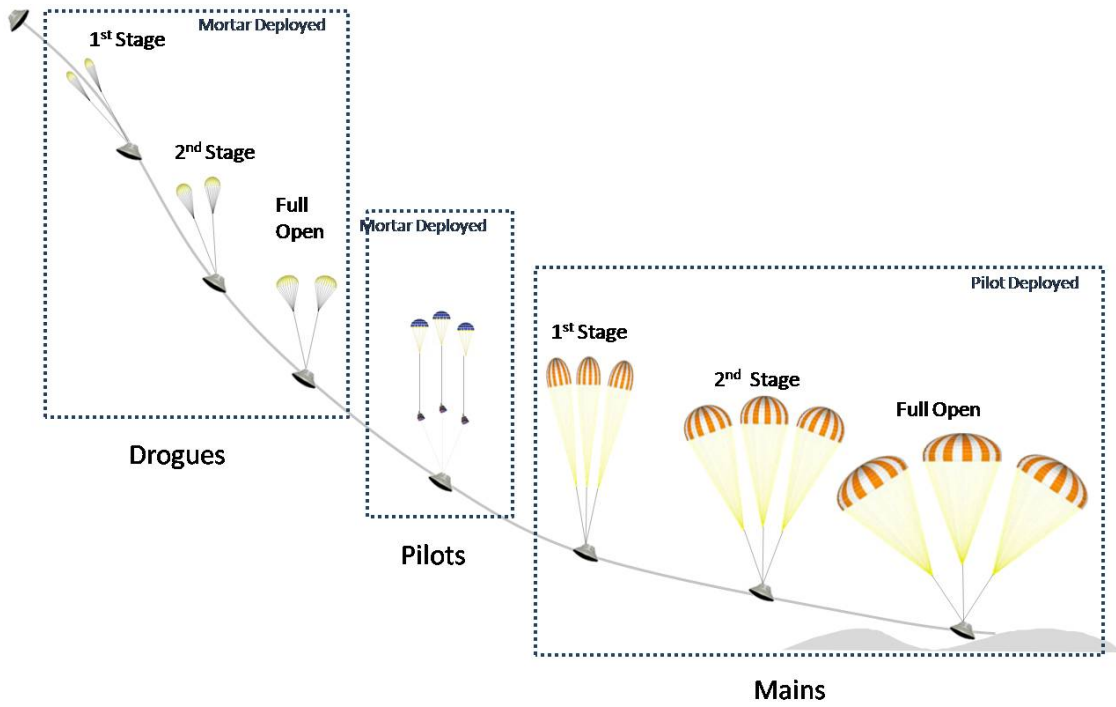 Mortar Deployed
1st Stage
2nd Stage
Full
Open
Drogues
Mortar Deployed
Pilots
Pilot Deployed
1st Stage
2nd Stage
Full Open
Mains